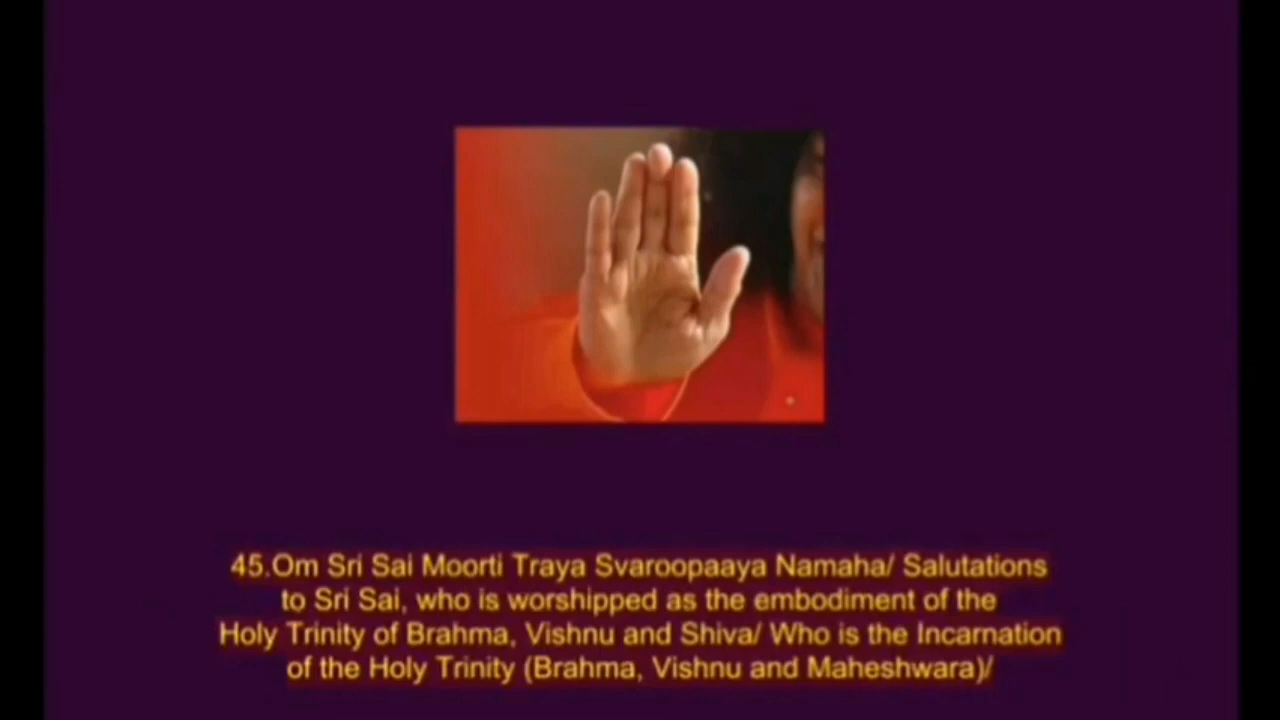 45.Om Sri Sai Moorti Traya Svaroopaaya Namaha/ Salutations
to Sri Sai, who is worshipped as the embodiment of the
Holy Trinity of Brahma, Vishnu and Shiva/ Who is the Incarnation
of the Holy Trinity (Brahma, Vishnu and Maheshwara)/